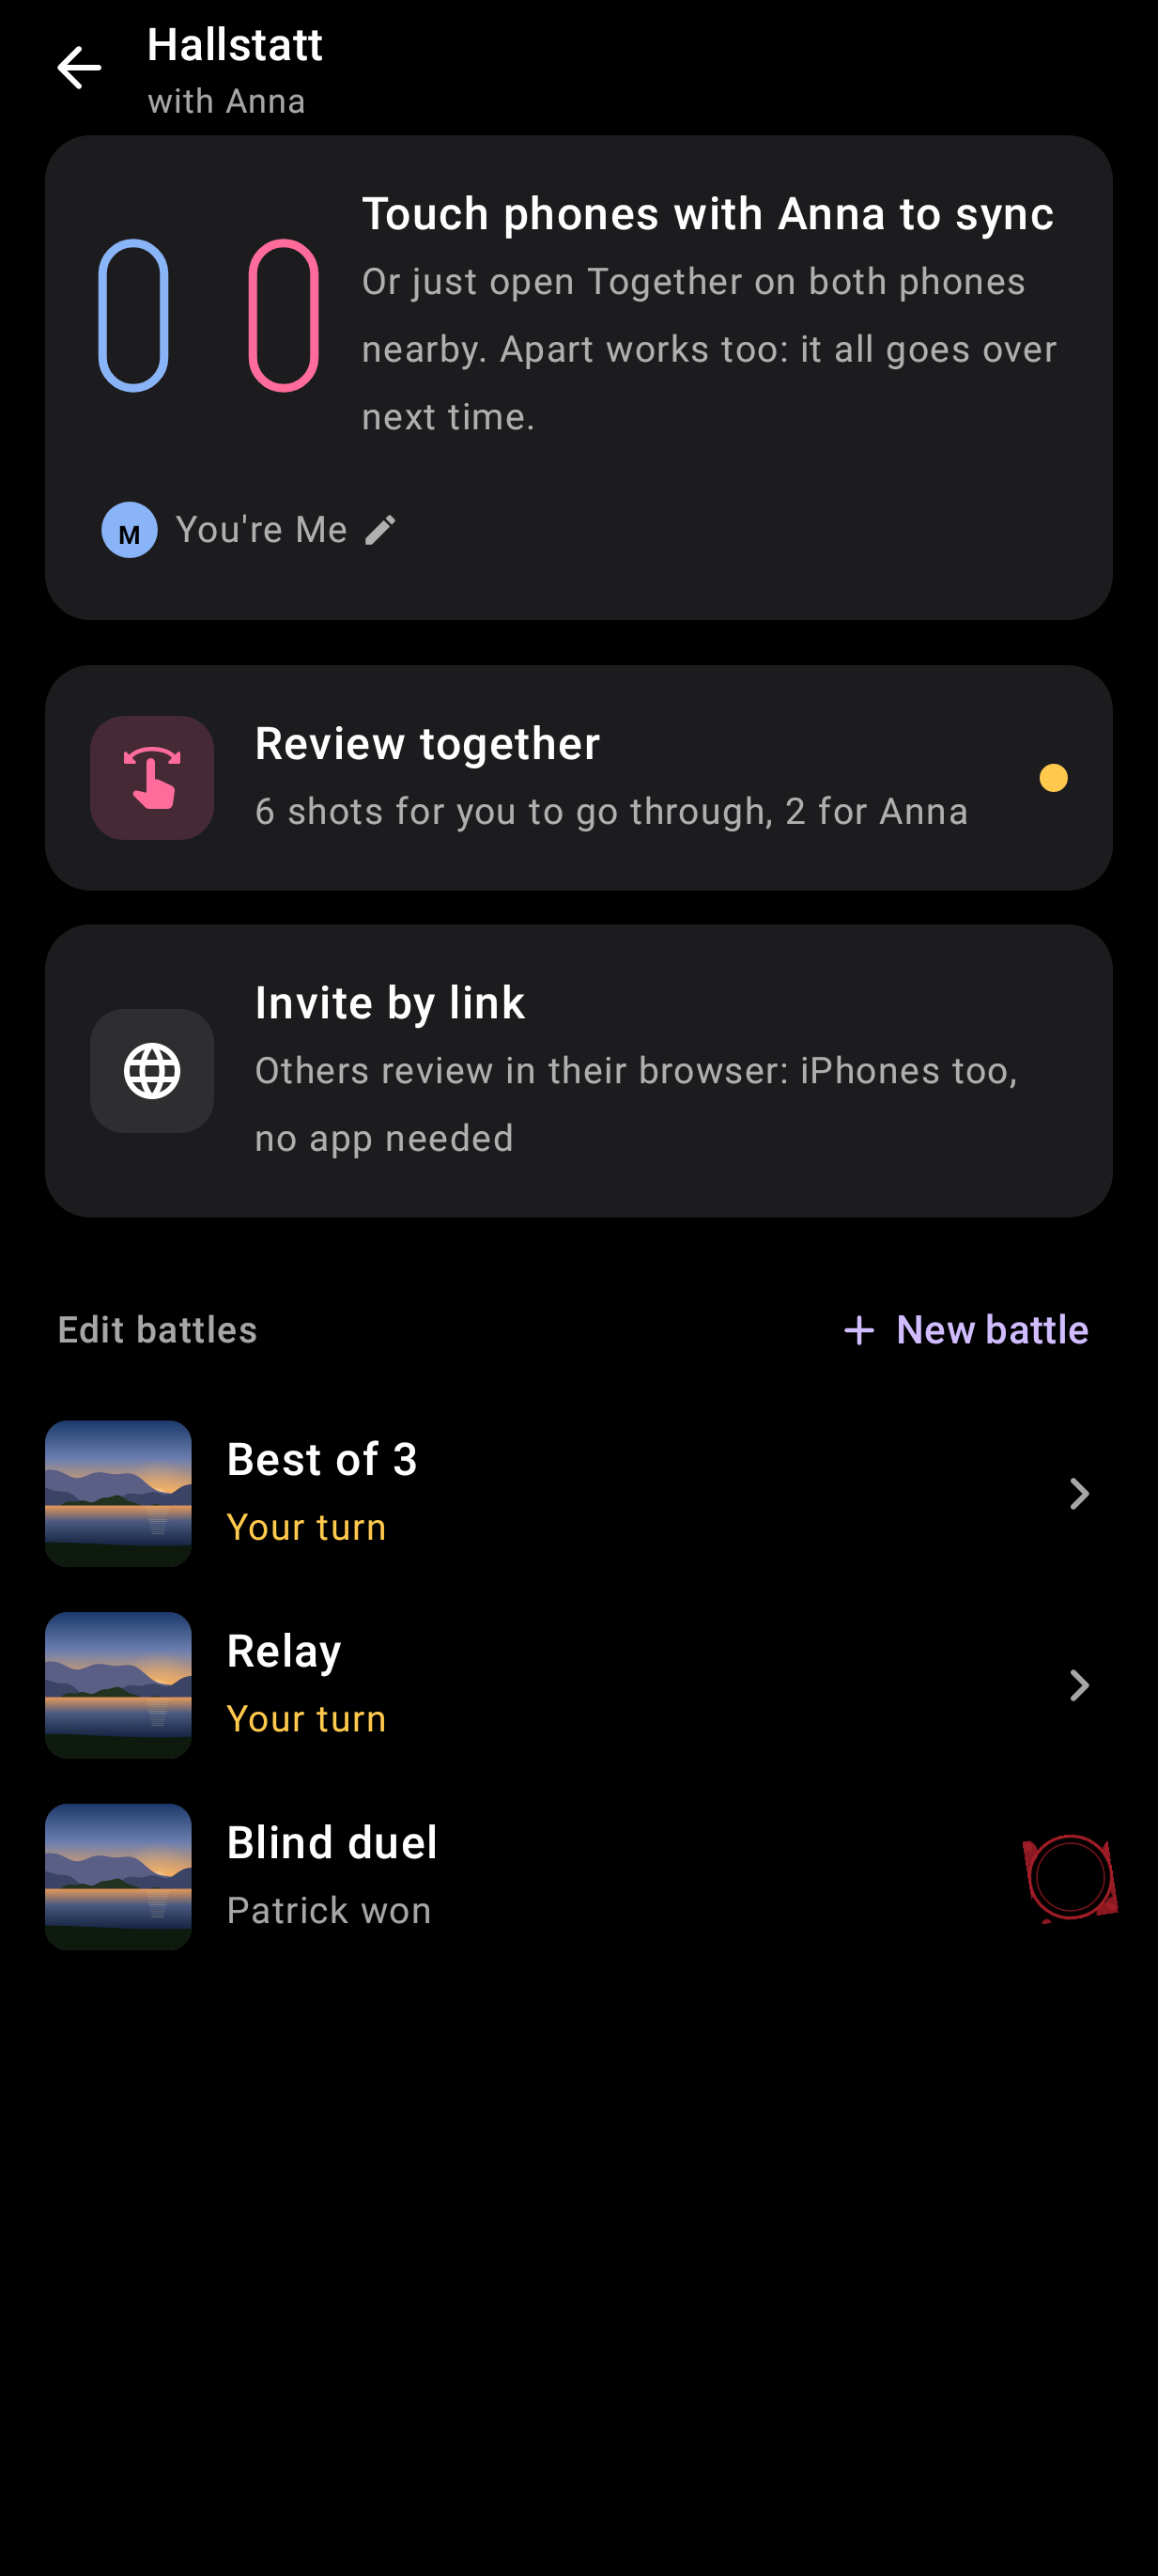 Hallstatt
with Anna
Touch phones with Anna to sync
Or just open Together on both phones
nearby. Apart works too: it all goes over
next time.
M You're Me
Review together
6 shots for you to go through, 2 for Anna
Invite by link
Others review in their browser: iPhones too,
no app needed
Edit battles
+ New battle
Best of 3
Your turn
Relay
Your turn
Blind duel
Patrick won